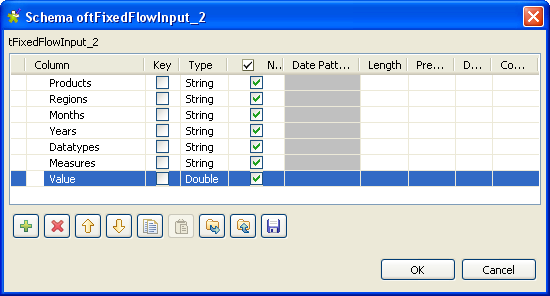 Schema oftFixedFlowInput_2
tFixedFlowInput_2
Column Key Type N... Date Patt... Length Pre... D... Co...
Products String
Regions String
Months String
Years String
Datatypes String
Measures String
Value Double
OK Cancel